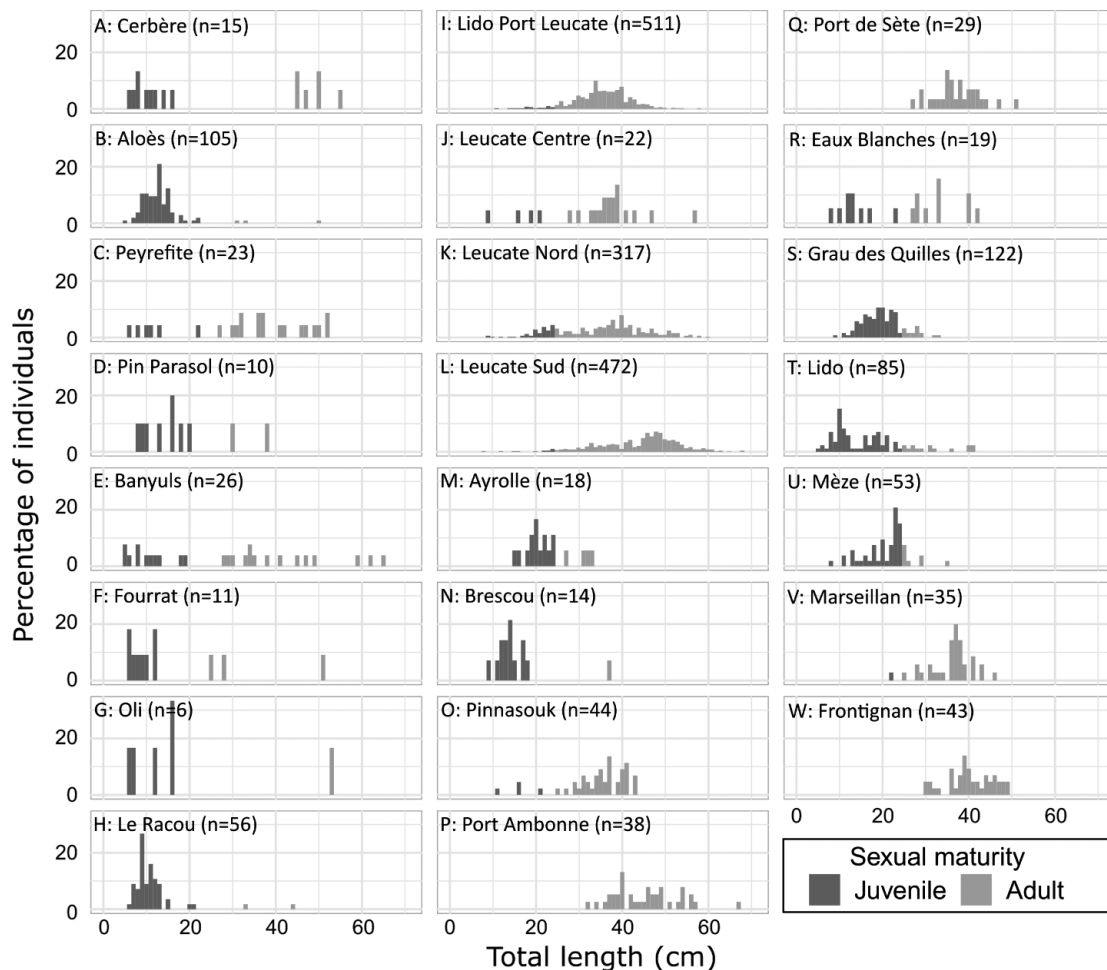 Percentage of individuals
A: Cerbère (n=15)
20
0
B: Aloès (n=105)
20
0
C: Peyrefite (n=23)
20
0
D: Pin Parasol (n=10)
20
0
E: Banyuls (n=26)
20
0
F: Fourrat (n=11)
20
0
G: Oli (n=6)
20
0
H: Le Racou (n=56)
20
0
0 20 40 60
I: Lido Port Leucate (n=511)
J: Leucate Centre (n=22)
K: Leucate Nord (n=317)
L: Leucate Sud (n=472)
M: Ayrolle (n=18)
N: Brescou (n=14)
O: Pinnasouk (n=44)
P: Port Ambonne (n=38)
0 20 40 60
Total length (cm)
Q: Port de Sète (n=29)
R: Eaux Blanches (n=19)
S: Grau des Quilles (n=122)
T: Lido (n=85)
U: Mèze (n=53)
V: Marseillan (n=35)
W: Frontignan (n=43)
0 20 40 60
Sexual maturity
Juvenile Adult